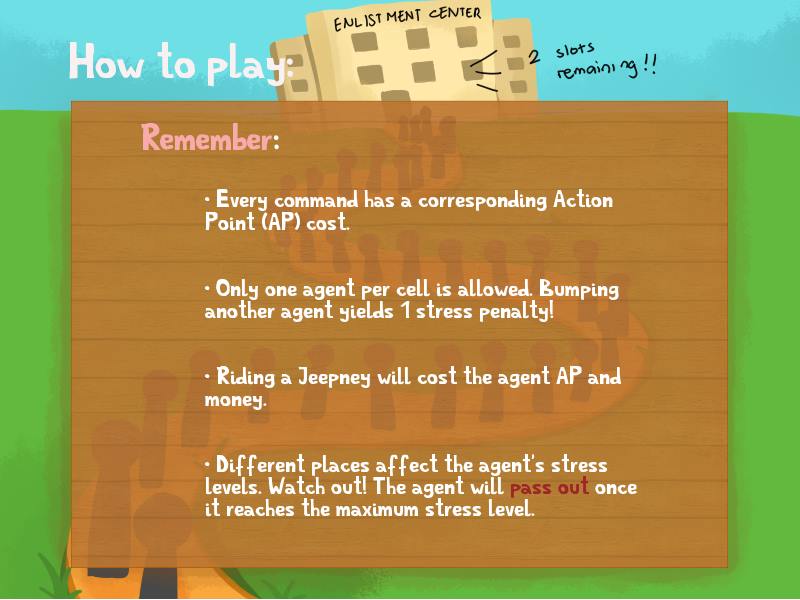 ENLISTMENT CENTER
2 slots
remaining !!
How to play:
Remember:
• Every command has a corresponding Action
Point (AP) cost.
• Only one agent per cell is allowed. Bumping
another agent yields 1 stress penalty!
• Riding a Jeepney will cost the agent AP and
money.
• Different places affect the agent's stress
levels. Watch out! The agent will pass out once
it reaches the maximum stress level.